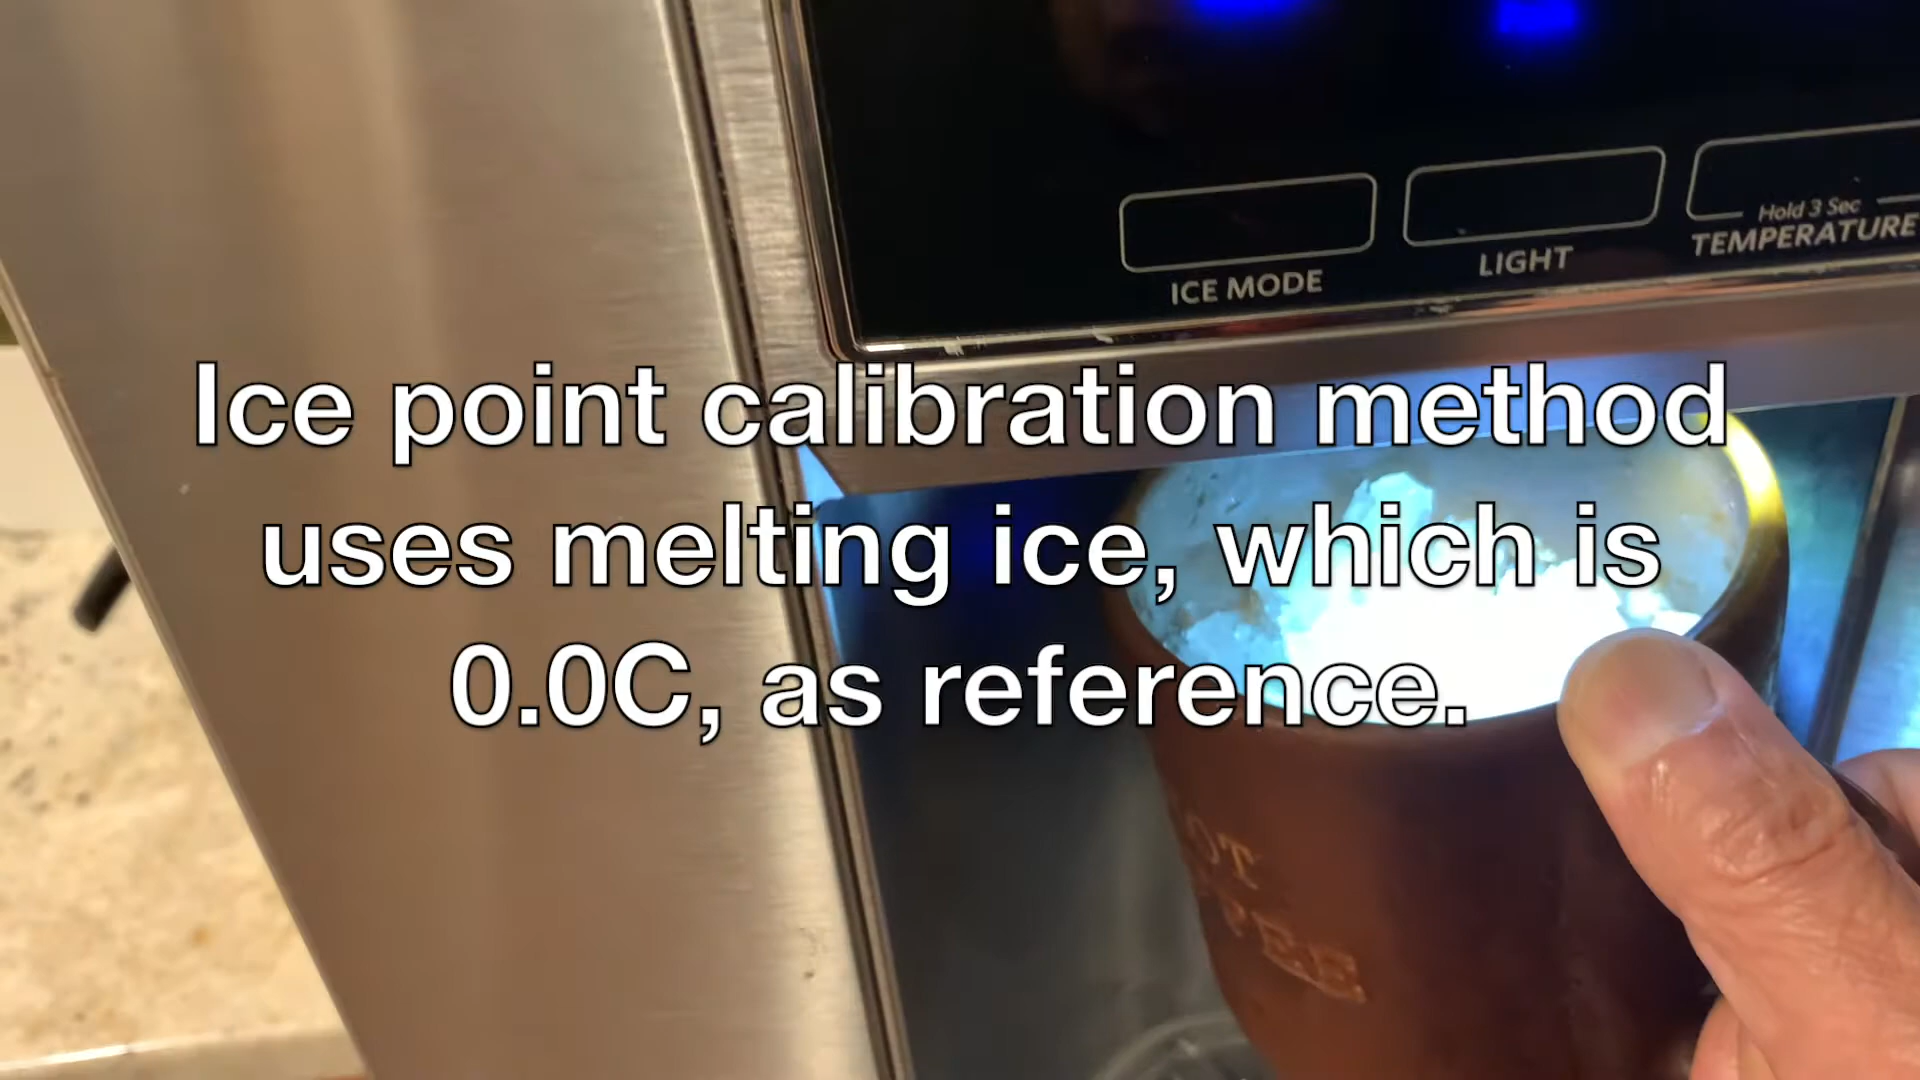 ICE MODE
LIGHT
Hold 3 Sec
TEMPERATURE
Ice point calibration method
uses melting ice, which is
0.0C, as reference.